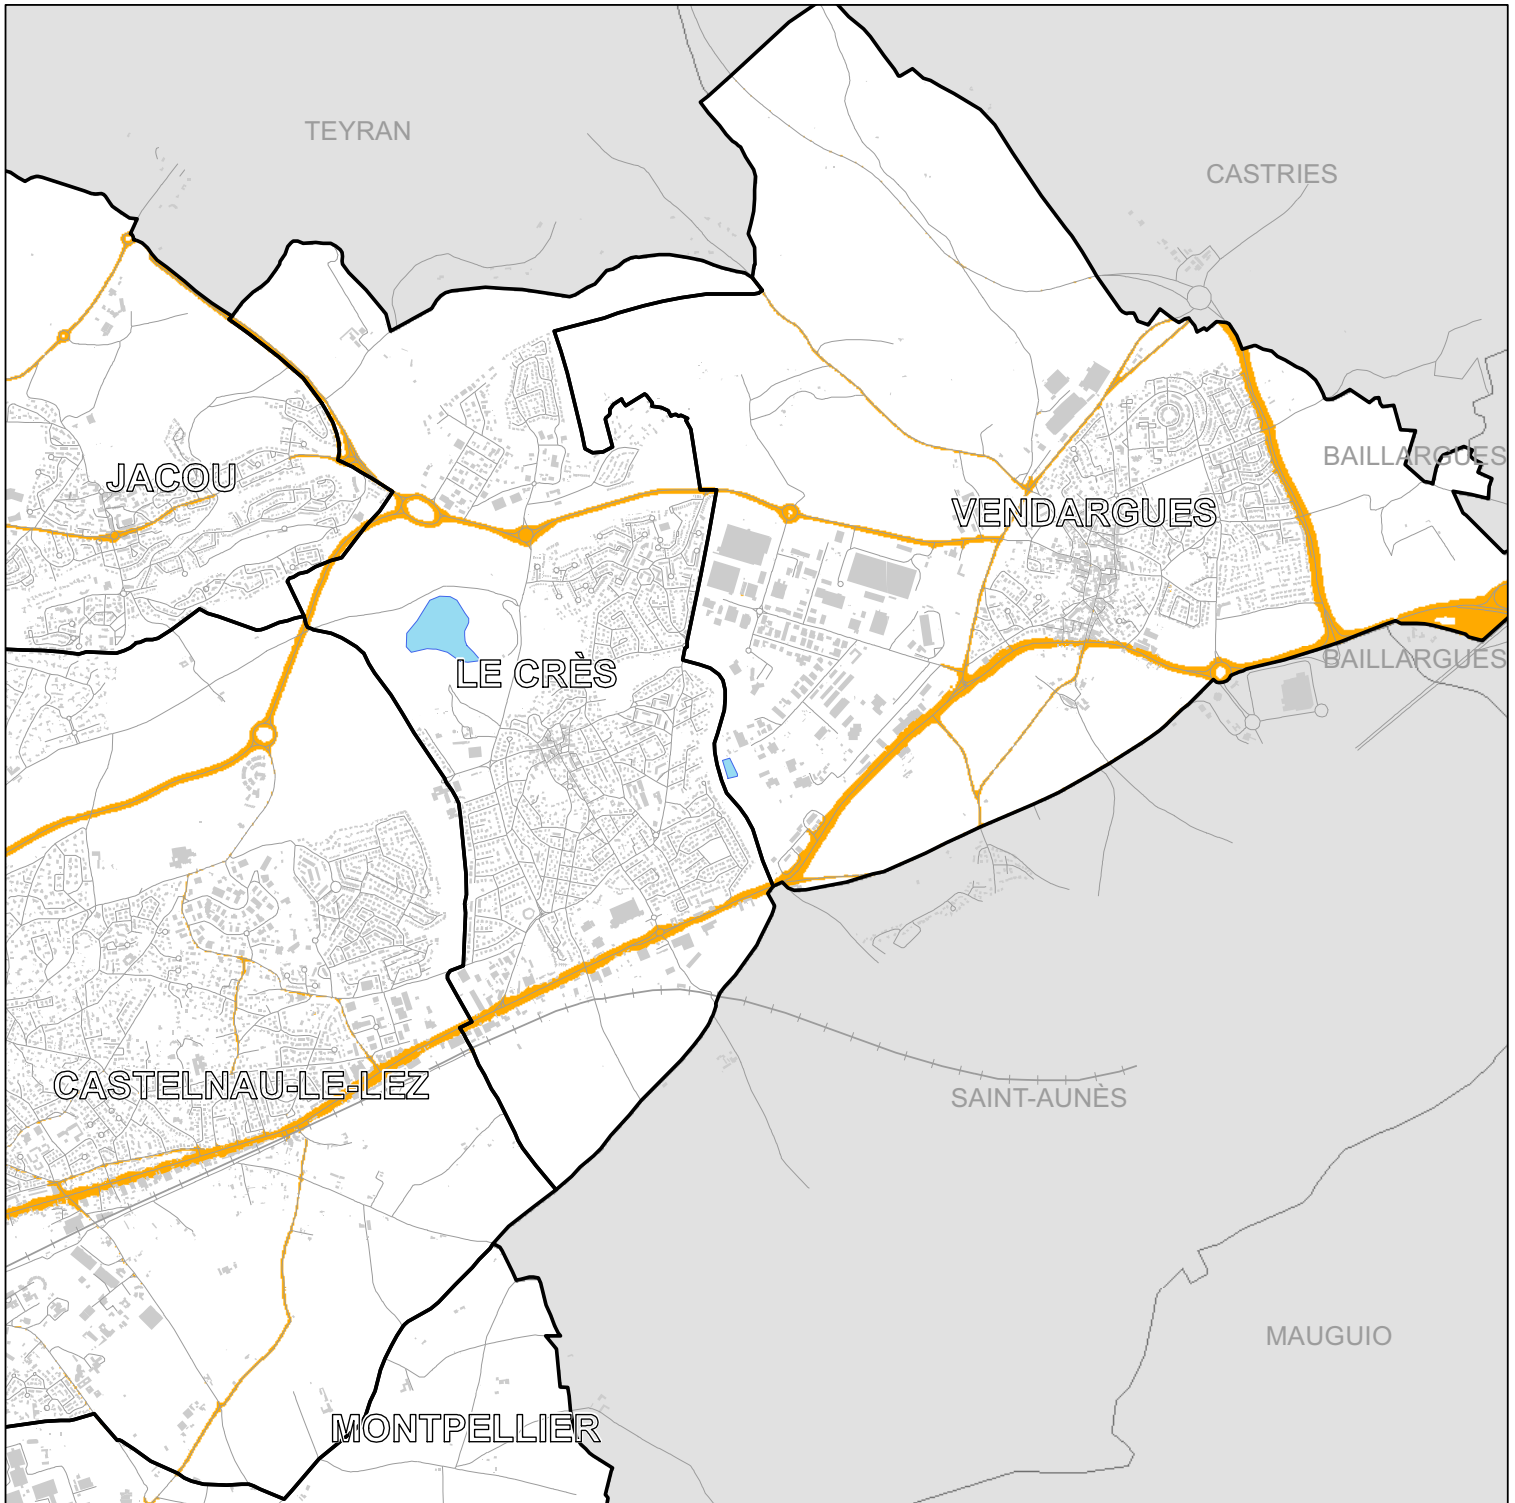 TEYRAN
CASTRIES
BAILLARGUES
JACOU
VENDARGUES
BAILLARGUES
LE CRÈS
CASTELNAU-LE-LEZ
SAINT-AUNÈS
MAUGUIO
MONTPELLIER